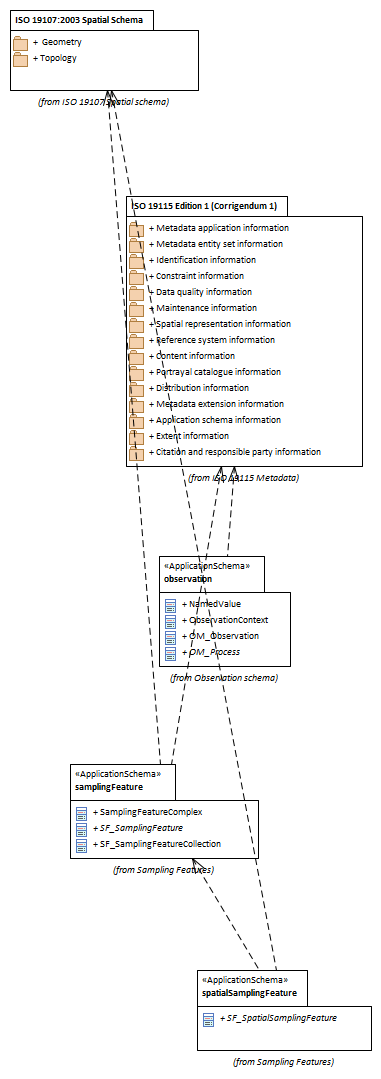 ISO 19107:2003 Spatial Schema
+ Geometry
+ Topology
(from ISO 19107 Spatial schema)
ISO 19115 Edition 1 (Corrigendum 1)
+ Metadata application information
+ Metadata entity set information
+ Identification information
+ Constraint information
+ Data quality information
+ Maintenance information
+ Spatial representation information
+ Reference system information
+ Content information
+ Portrayal catalogue information
+ Distribution information
+ Metadata extension information
+ Application schema information
+ Extent information
+ Citation and responsible party information
(from ISO 19115 Metadata)
«ApplicationSchema»
observation
+ NamedValue
+ ObservationContext
+ OM_Observation
+ OM_Process
(from Observation schema)
«ApplicationSchema»
samplingFeature
+ SamplingFeatureComplex
+ SF_SamplingFeature
+ SF_SamplingFeatureCollection
(from Sampling Features)
«ApplicationSchema»
spatialSamplingFeature
+ SF_SpatialSamplingFeature
(from Sampling Features)